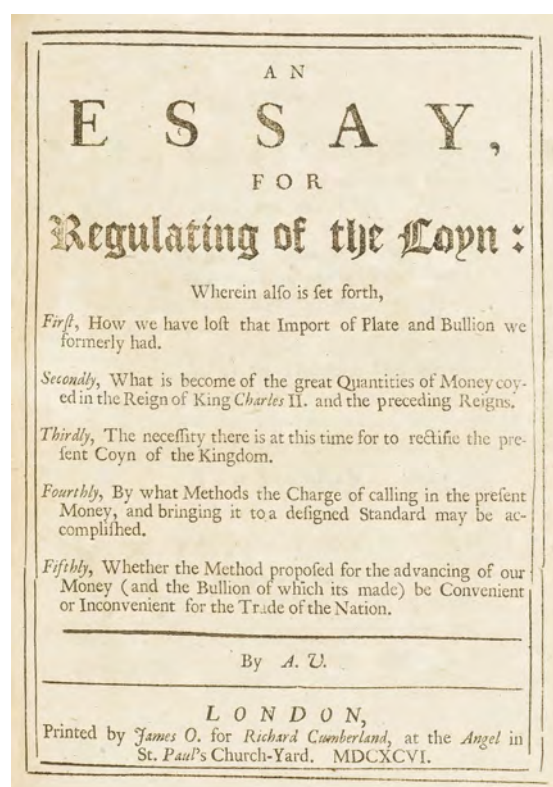 AN
ESSAY,
FOR
Regulating of the Coyn:
Wherein alſo is ſet forth,
Firſt, How we have loſt that Import of Plate and Bullion we
formerly had.
Secondly, What is become of the great Quantities of Money coy-
ed in the Reign of King Charles II. and the preceding Reigns.
Thirdly, The neceſſity there is at this time for to rectifie the pre-
ſent Coyn of the Kingdom.
Fourthly, By what Methods the Charge of calling in the preſent
Money, and bringing it to a deſigned Standard may be ac-
compliſhed.
Fifthly, Whether the Method propoſed for the advancing of our
Money (and the Bullion of which its made) be Convenient
or Inconvenient for the Trade of the Nation.
By A. V.
LONDON,
Printed by James O. for Richard Cumberland, at the Angel in
St. Paul's Church-Yard. MDCXCVI.